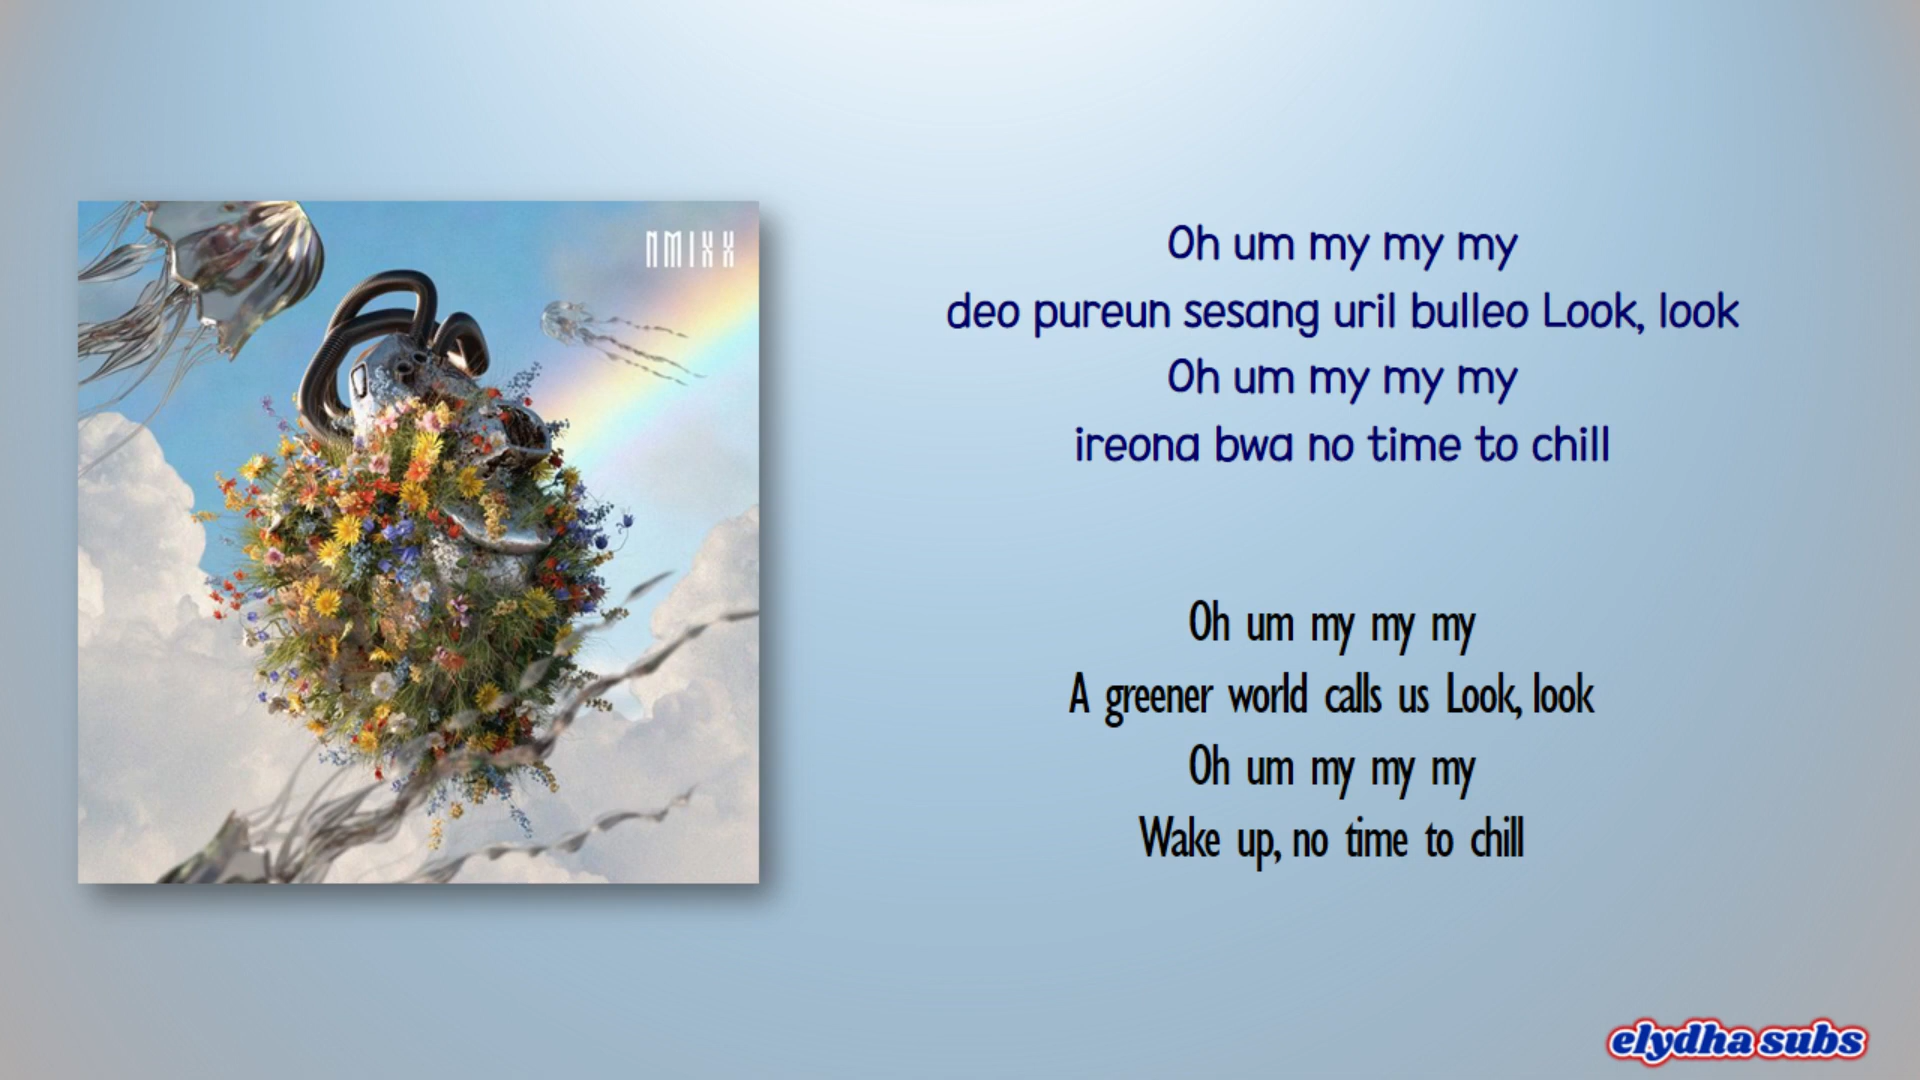 NMIXX
Oh um my my my
deo pureun sesang uril bulleo Look, look
Oh um my my my
ireona bwa no time to chill
Oh um my my my
A greener world calls us Look, look
Oh um my my my
Wake up, no time to chill
elydha subs